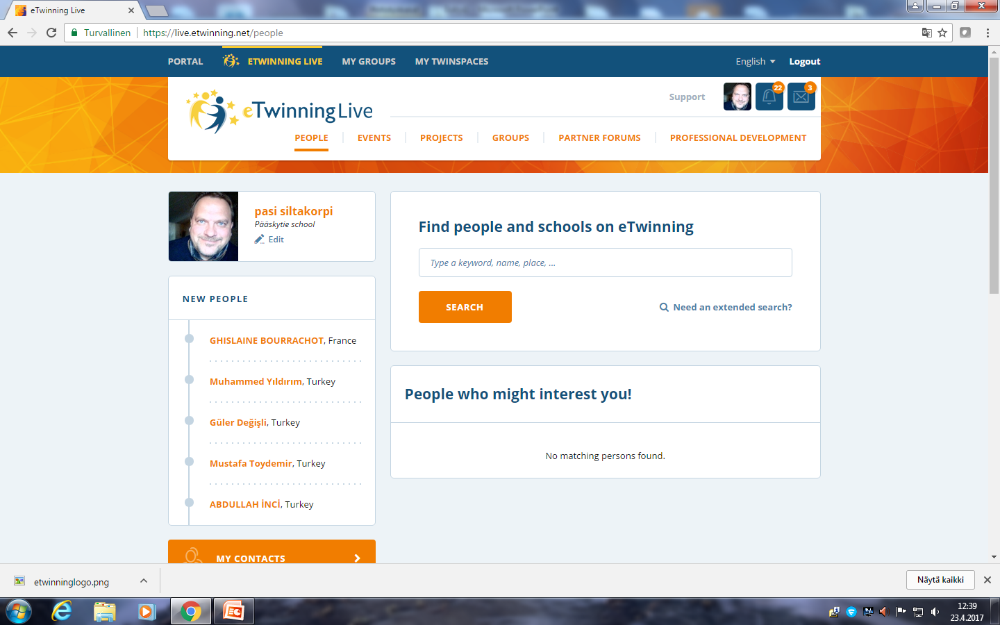 eTwinning Live
Turvallinen https://live.etwinning.net/people
PORTAL ETWINNING LIVE MY GROUPS MY TWINSPACES English Logout
Support 22 3
eTwinning Live
PEOPLE EVENTS PROJECTS GROUPS PARTNER FORUMS PROFESSIONAL DEVELOPMENT
pasi siltakorpi
Pääskytie school
Edit
NEW PEOPLE
GHISLAINE BOURRACHOT, France
Muhammed Yıldırım, Turkey
Güler Değişli, Turkey
Mustafa Toydemir, Turkey
ABDULLAH İNCİ, Turkey
MY CONTACTS
Find people and schools on eTwinning
Type a keyword, name, place, ...
SEARCH Need an extended search?
People who might interest you!
No matching persons found.
etwinninglogo.png Näytä kaikki
12:39
23.4.2017